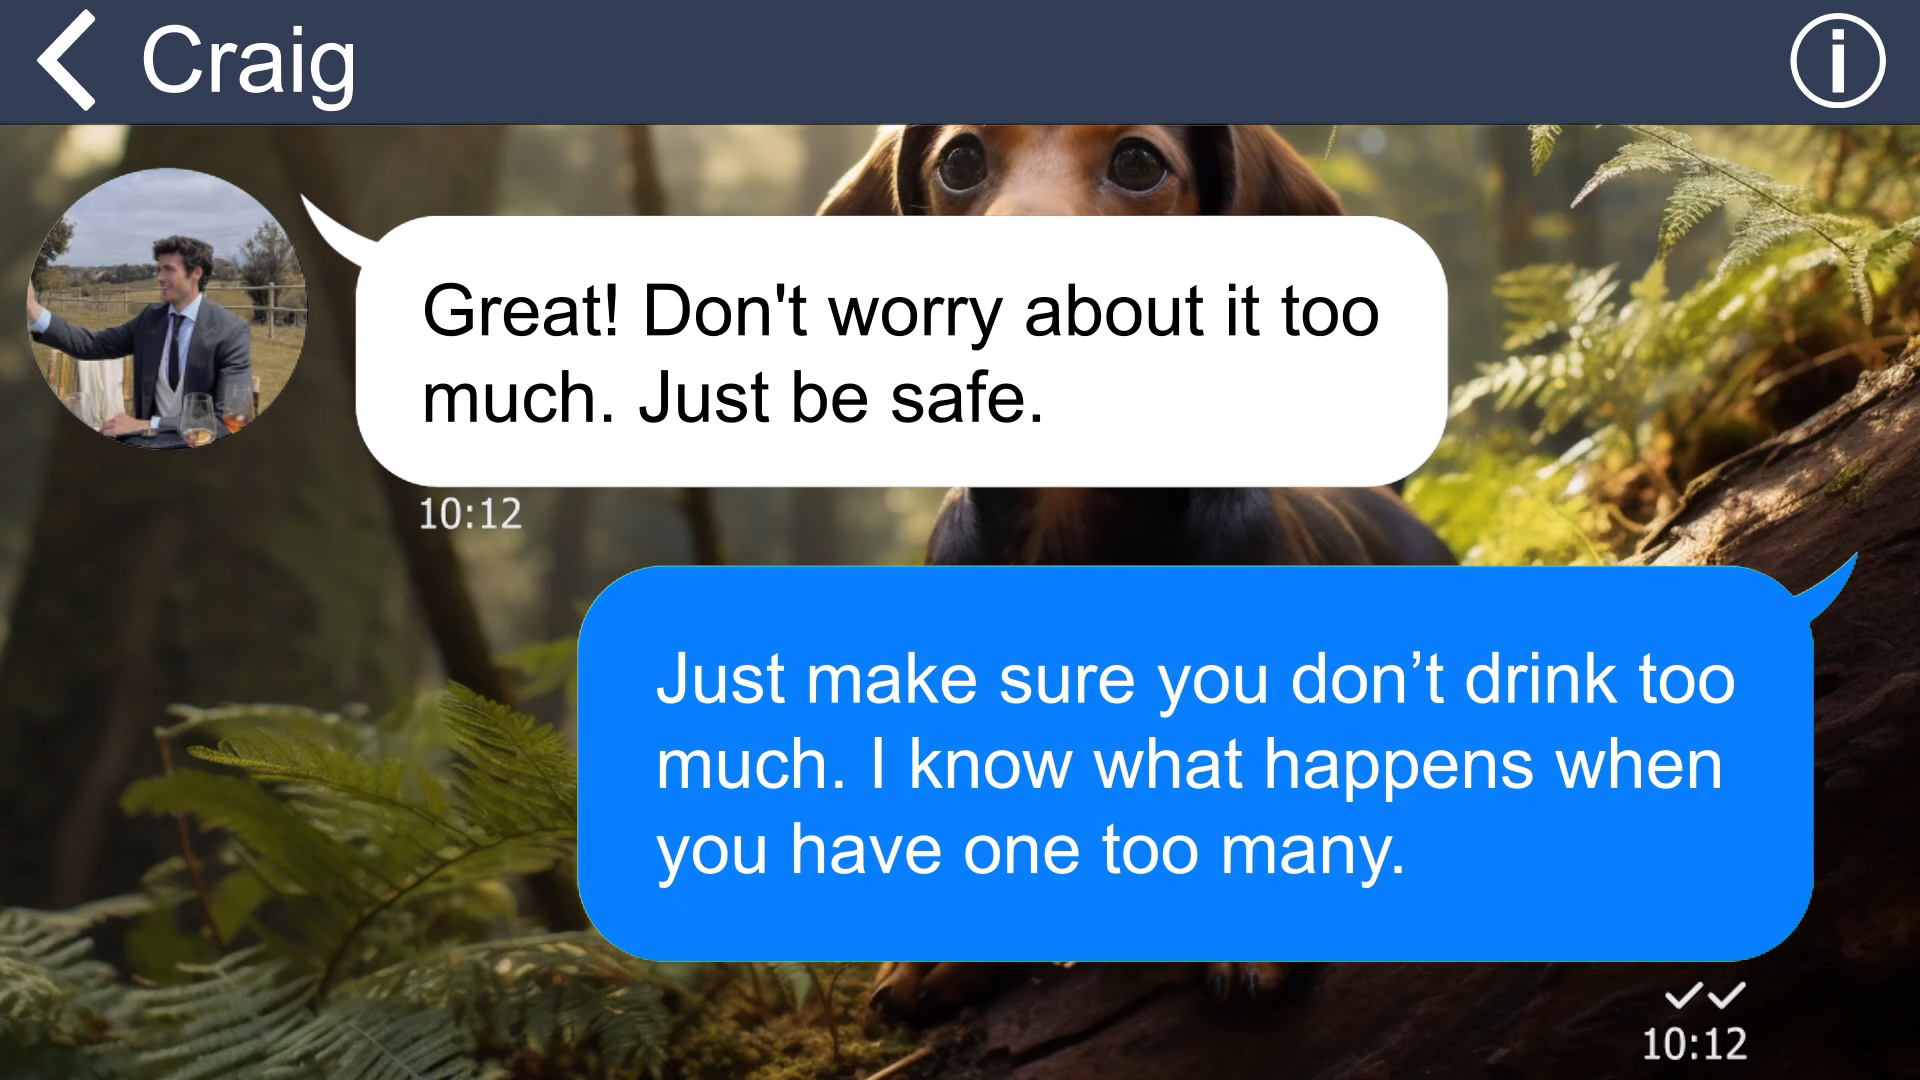 Craig
Great! Don't worry about it too
much. Just be safe.
10:12
Just make sure you don’t drink too
much. I know what happens when
you have one too many.
10:12